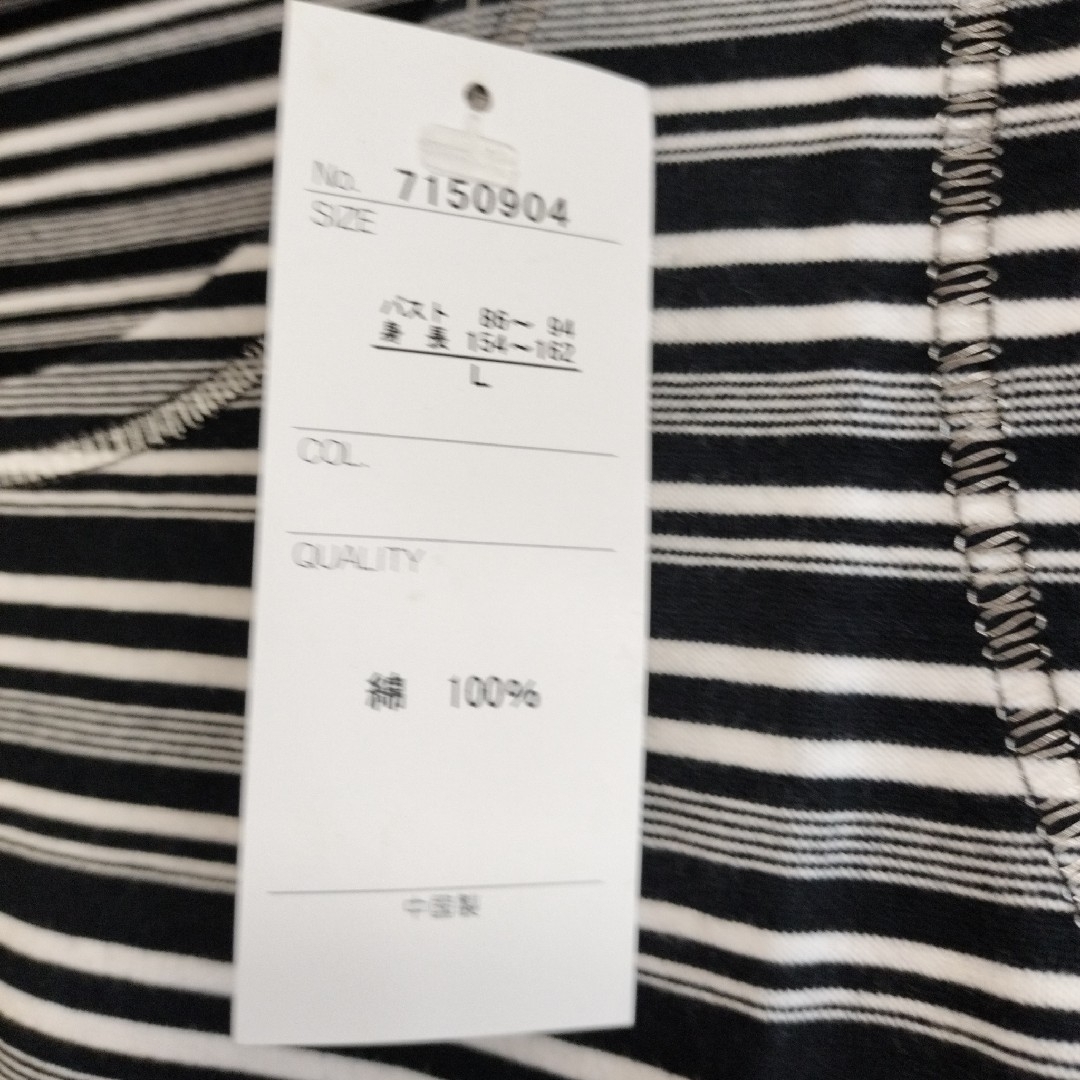 No. 7150904
SIZE
バスト 86～ 94
身 長 154～162
L
COL.
QUALITY
綿 100%
中国製